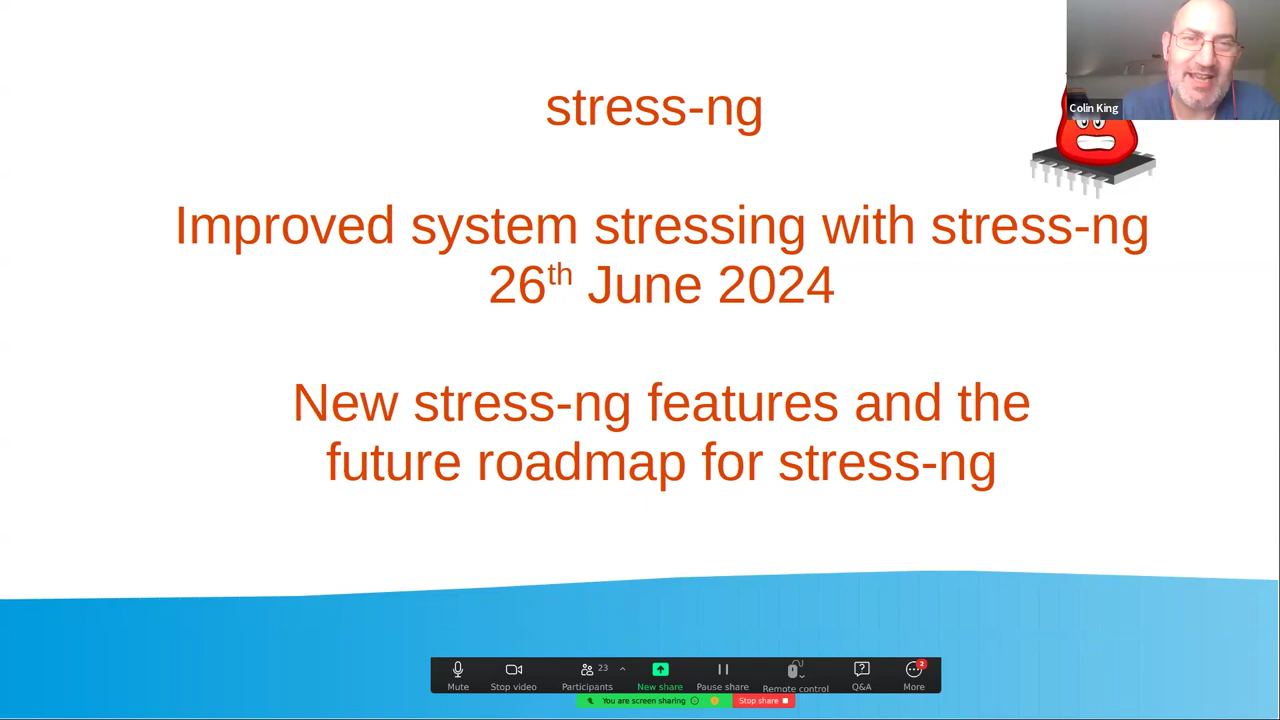 stress-ng
Colin King
Improved system stressing with stress-ng
26th June 2024
New stress-ng features and the
future roadmap for stress-ng
Mute
Stop video
23
Participants
New share
Pause share
Remote control
Q&A
2
More
You are screen sharing
Stop share